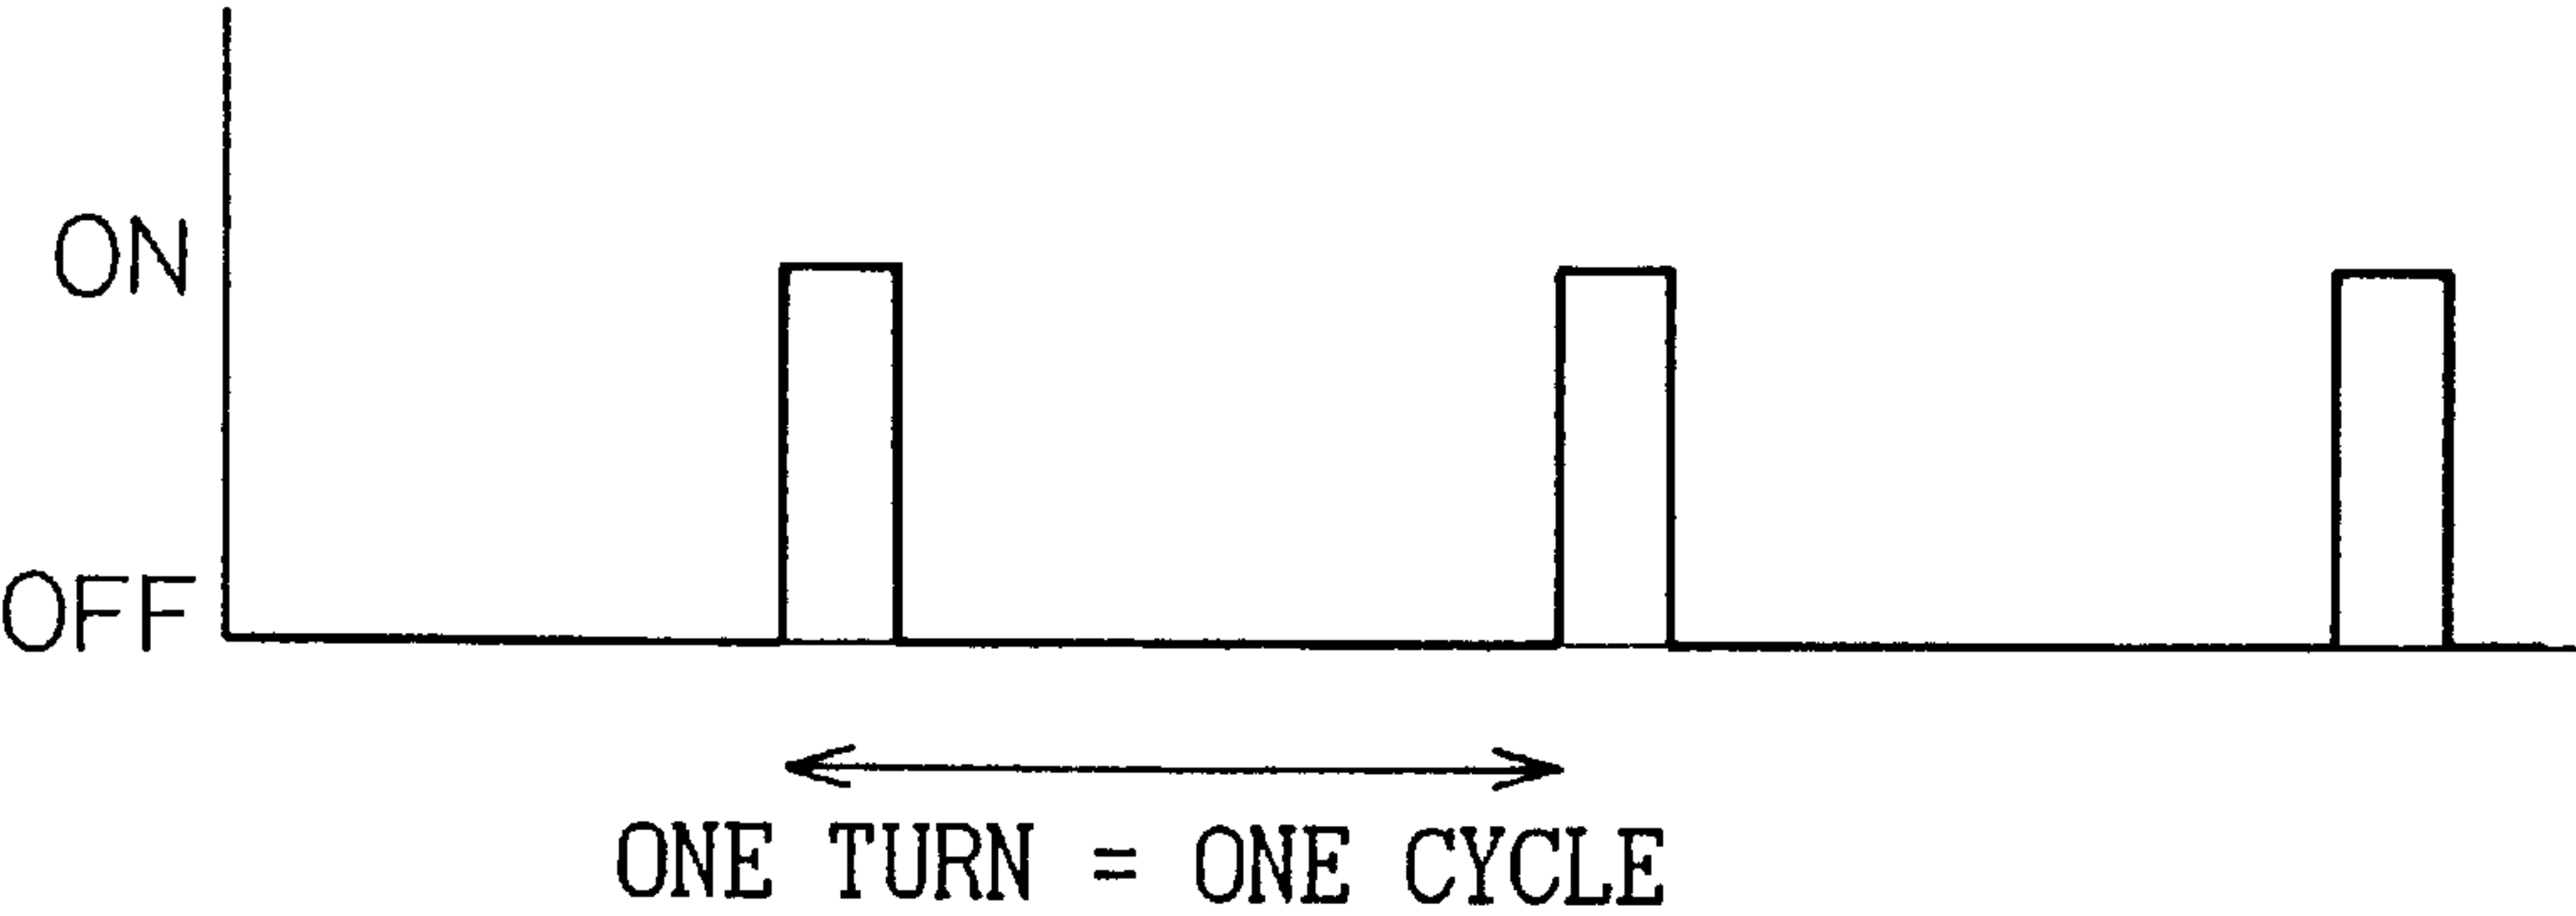 ON
OFF
ONE TURN = ONE CYCLE